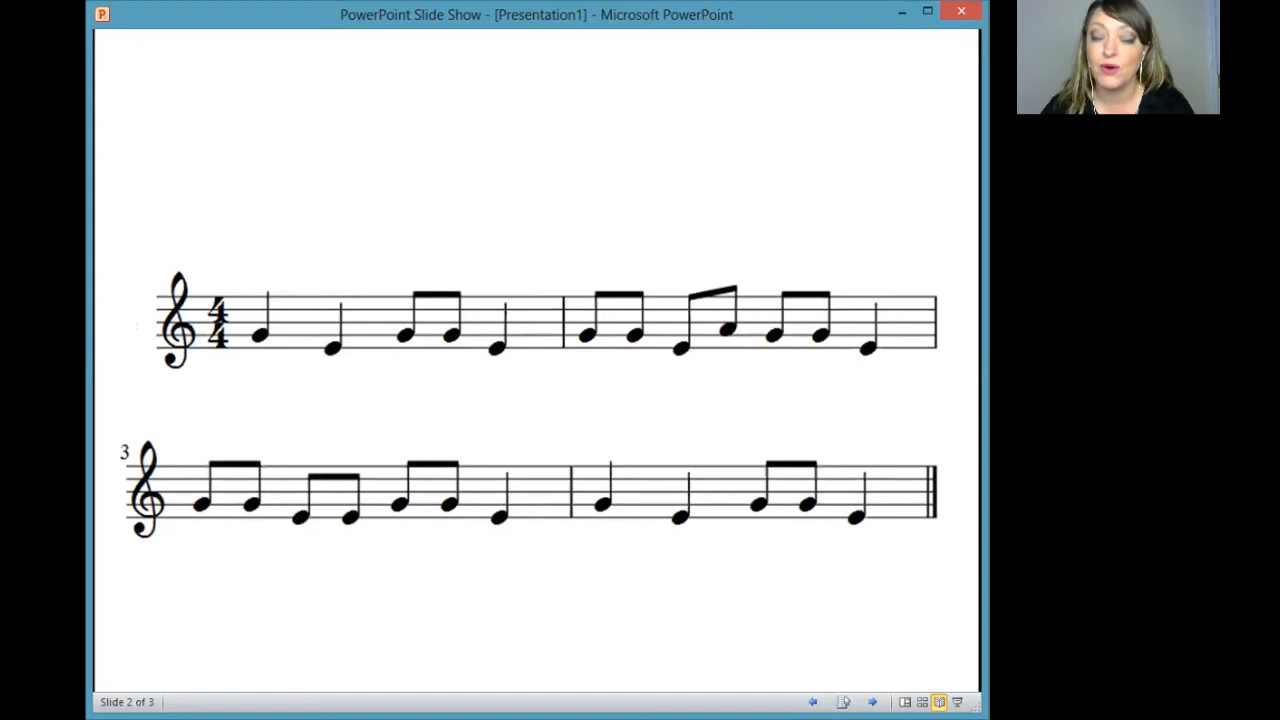 PowerPoint Slide Show - [Presentation1] - Microsoft PowerPoint
4
4
3
Slide 2 of 3